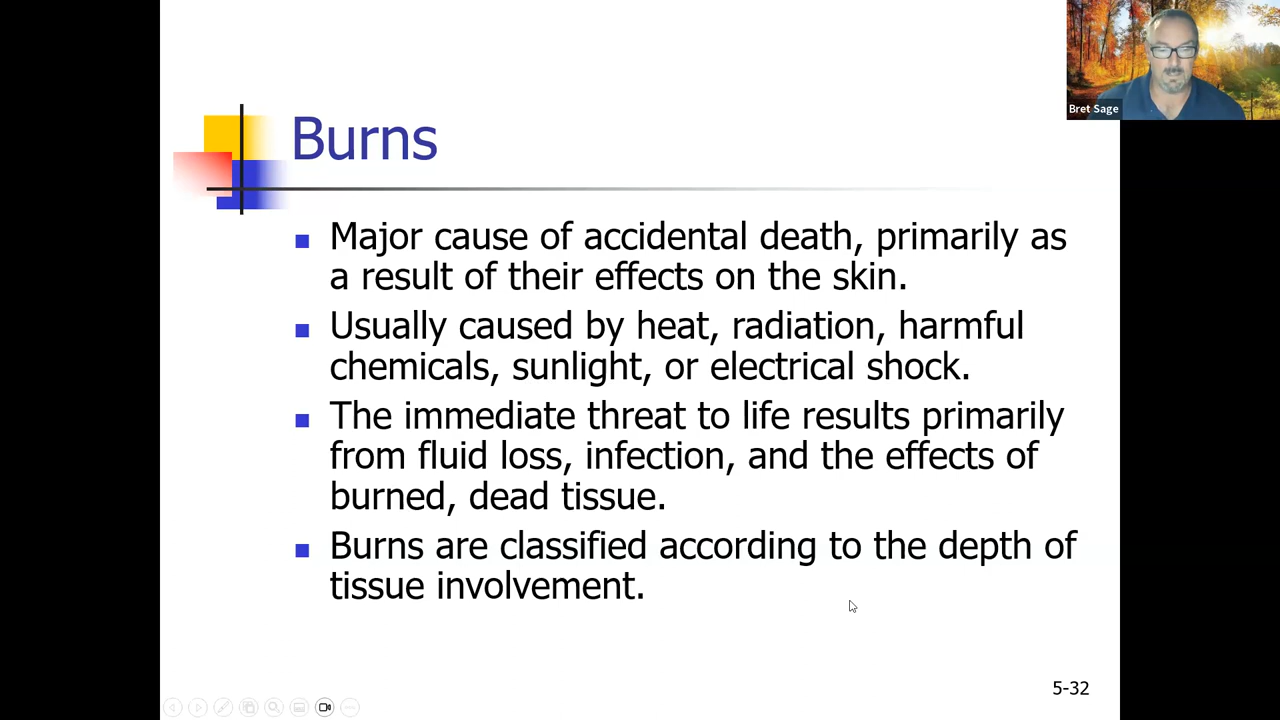 Bret Sage
Burns
Major cause of accidental death, primarily as
a result of their effects on the skin.
Usually caused by heat, radiation, harmful
chemicals, sunlight, or electrical shock.
The immediate threat to life results primarily
from fluid loss, infection, and the effects of
burned, dead tissue.
Burns are classified according to the depth of
tissue involvement.
5-32